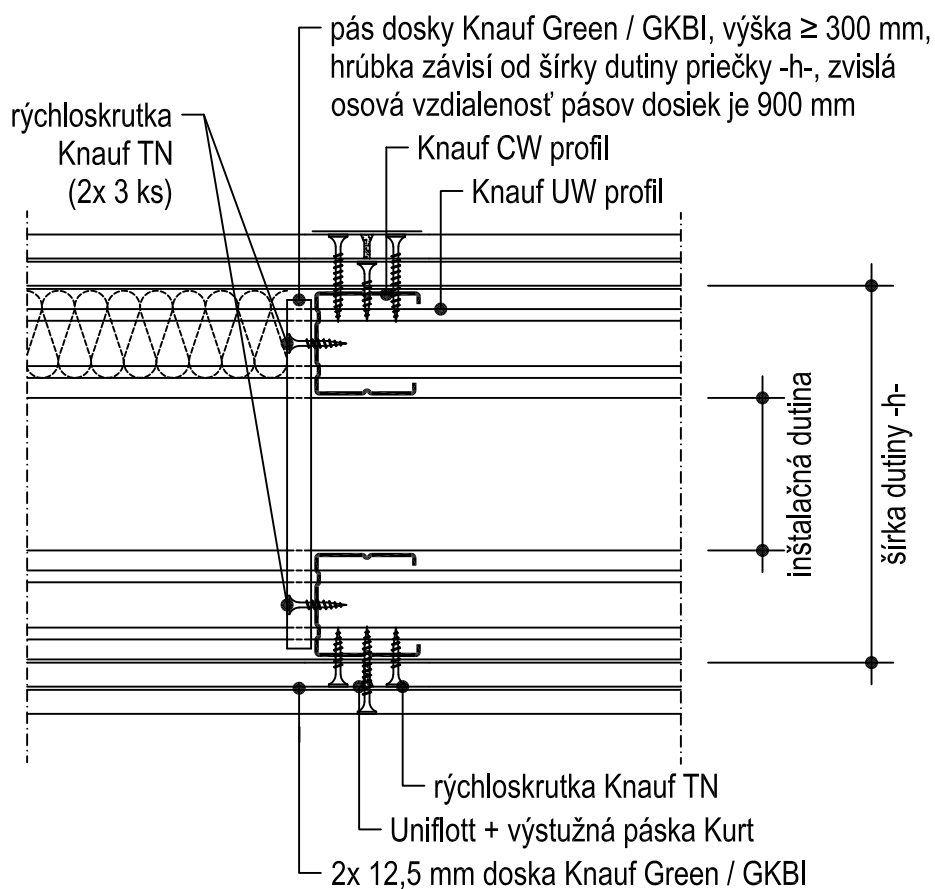 pás dosky Knauf Green / GKBI, výška ≥ 300 mm,
hrúbka závisí od šírky dutiny priečky -h-, zvislá
osová vzdialenosť pásov dosiek je 900 mm
rýchloskrutka
Knauf TN
(2x 3 ks)
Knauf CW profil
Knauf UW profil
inštalačná dutina
šírka dutiny -h-
rýchloskrutka Knauf TN
Uniflott + výstužná páska Kurt
2x 12,5 mm doska Knauf Green / GKBI